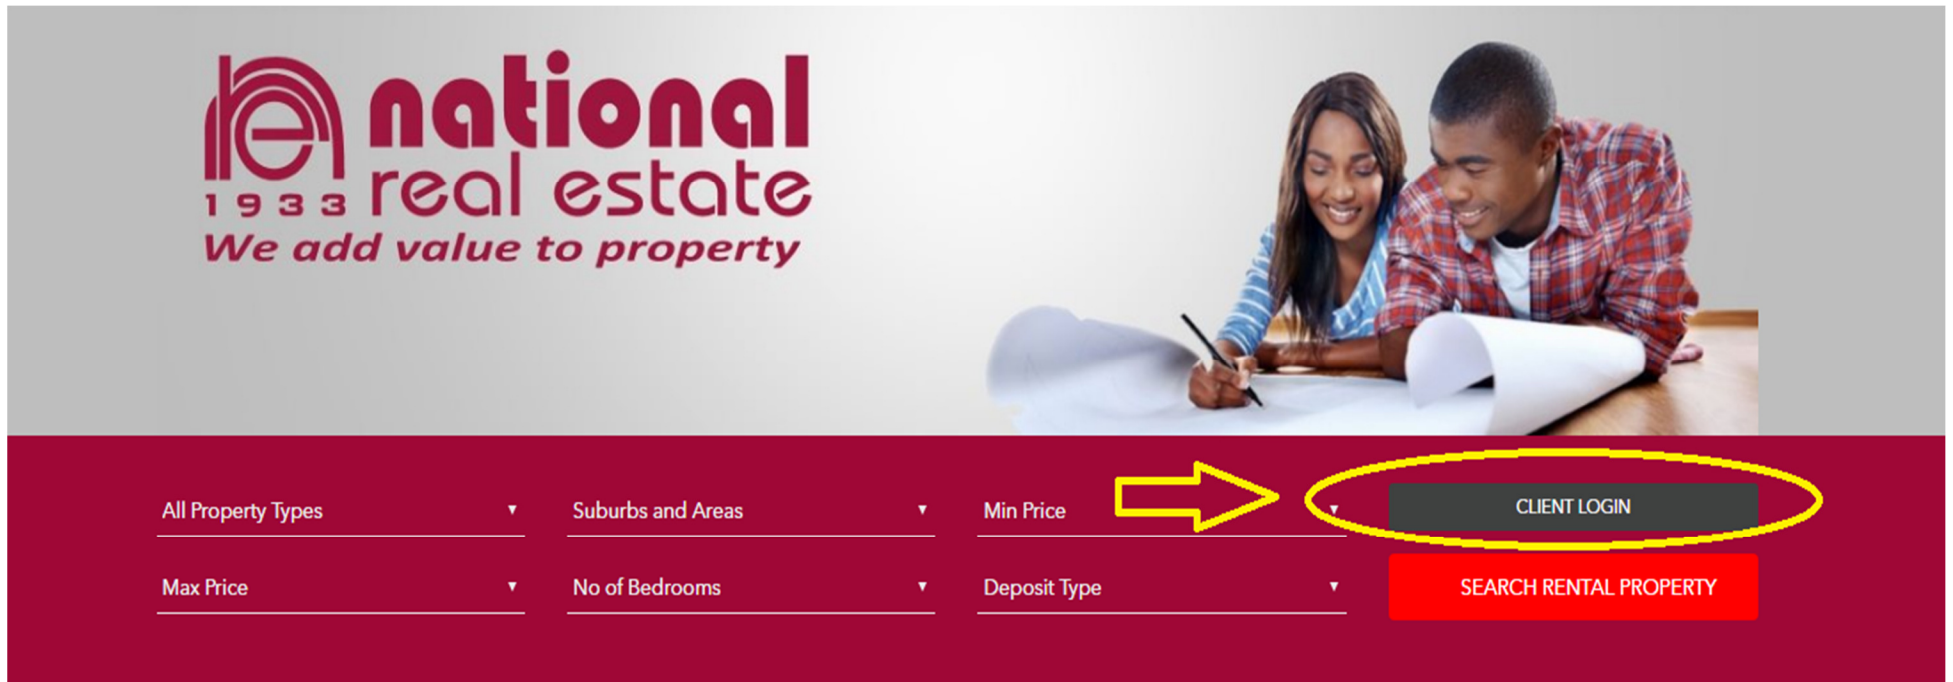 national
1933 real estate
We add value to property
All Property Types
Suburbs and Areas
Min Price
CLIENT LOGIN
Max Price
No of Bedrooms
Deposit Type
SEARCH RENTAL PROPERTY